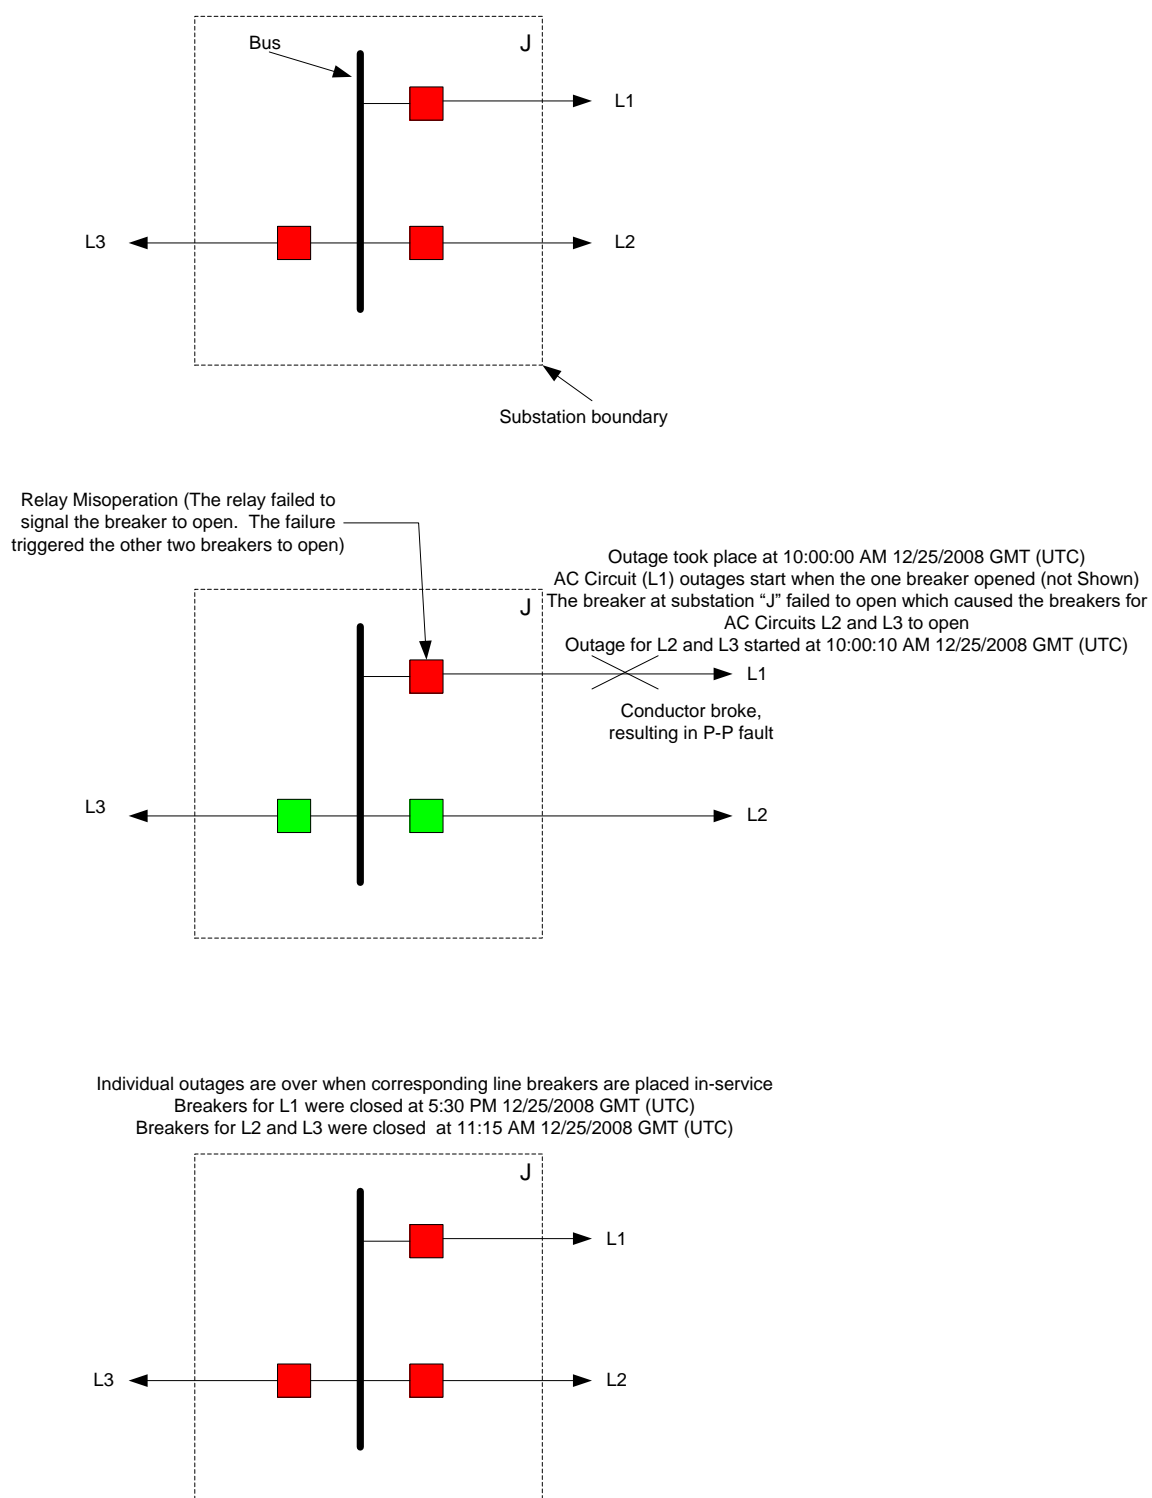 J
Bus
L1
L3
L2
Substation boundary
Relay Misoperation (The relay failed to
signal the breaker to open. The failure
triggered the other two breakers to open)
Outage took place at 10:00:00 AM 12/25/2008 GMT (UTC)
AC Circuit (L1) outages start when the one breaker opened (not Shown)
The breaker at substation “J” failed to open which caused the breakers for
AC Circuits L2 and L3 to open
Outage for L2 and L3 started at 10:00:10 AM 12/25/2008 GMT (UTC)
J
L1
Conductor broke,
resulting in P-P fault
L3
L2
Individual outages are over when corresponding line breakers are placed in-service
Breakers for L1 were closed at 5:30 PM 12/25/2008 GMT (UTC)
Breakers for L2 and L3 were closed at 11:15 AM 12/25/2008 GMT (UTC)
J
L1
L3
L2